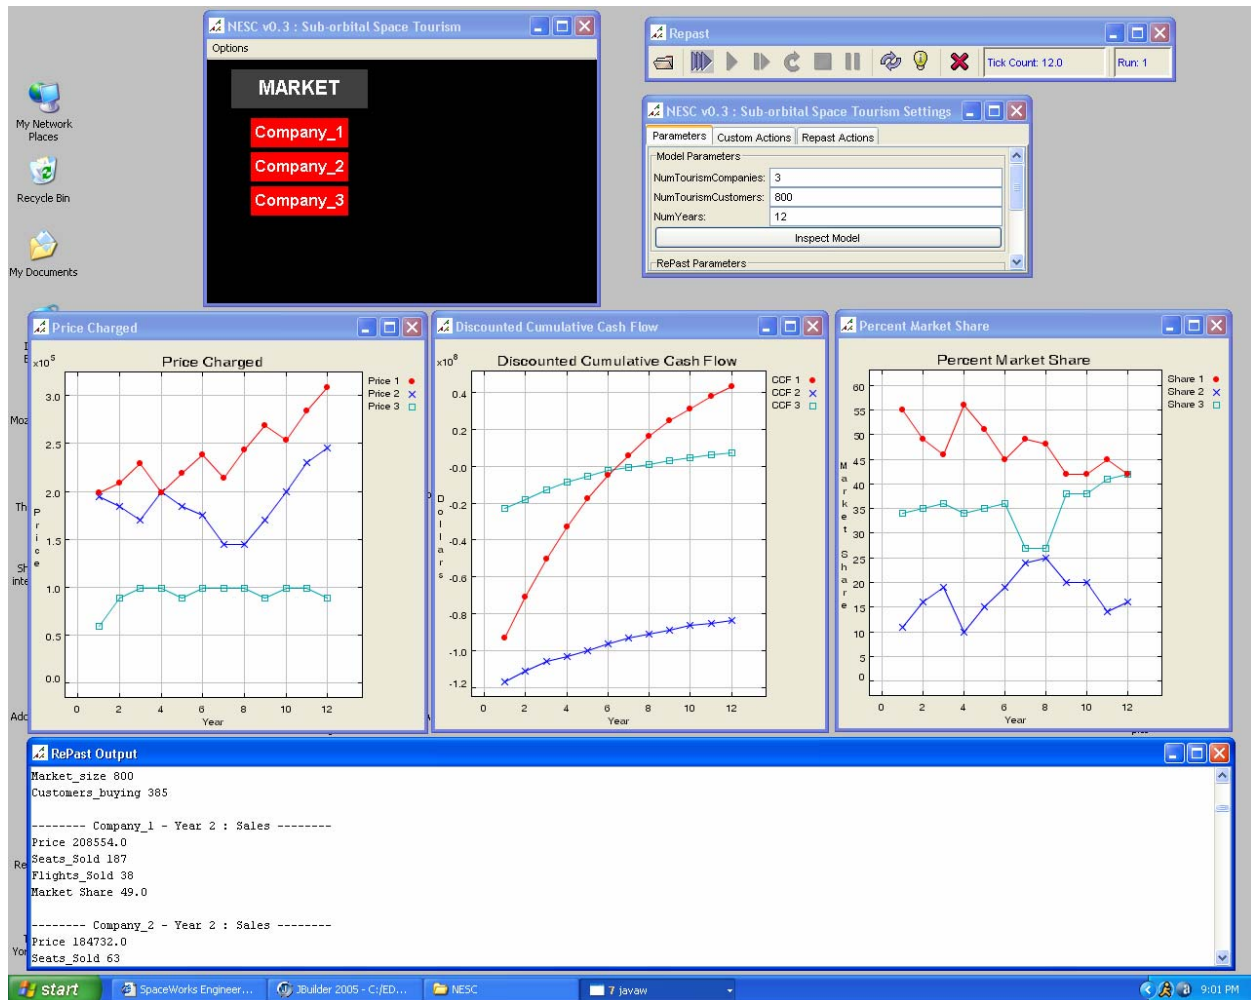 NESC v0.3 : Sub-orbital Space Tourism
Options
MARKET
Company_1
Company_2
Company_3
Repast
Tick Count: 12.0
Run: 1
NESC v0.3 : Sub-orbital Space Tourism Settings
Parameters Custom Actions Repast Actions
Model Parameters
NumTourismCompanies: 3
NumTourismCustomers: 800
NumYears: 12
Inspect Model
RePast Parameters
My Network
Places
Recycle Bin
My Documents
Price Charged
Price Charged
x10^5
Price 1
Price 2
Price 3
3.0
2.5
2.0
1.5
1.0
0.5
0.0
Price
0 2 4 6 8 10 12
Year
Discounted Cumulative Cash Flow
Discounted Cumulative Cash Flow
x10^8
CCF 1
CCF 2
CCF 3
0.4
0.2
-0.0
-0.2
-0.4
-0.6
-0.8
-1.0
-1.2
Dollars
0 2 4 6 8 10 12
Year
Percent Market Share
Percent Market Share
Share 1
Share 2
Share 3
60
55
50
45
40
35
30
25
20
15
10
5
0
Market Share
0 2 4 6 8 10 12
Year
RePast Output
Market_size 800
Customers_buying 385
-------- Company_1 - Year 2 : Sales --------
Price 208554.0
Seats_Sold 187
Flights_Sold 38
Market Share 49.0
-------- Company_2 - Year 2 : Sales --------
Price 184732.0
Seats_Sold 63
start
SpaceWorks Engineer...
JBuilder 2005 - C:/ED...
NESC
7 javaw
9:01 PM